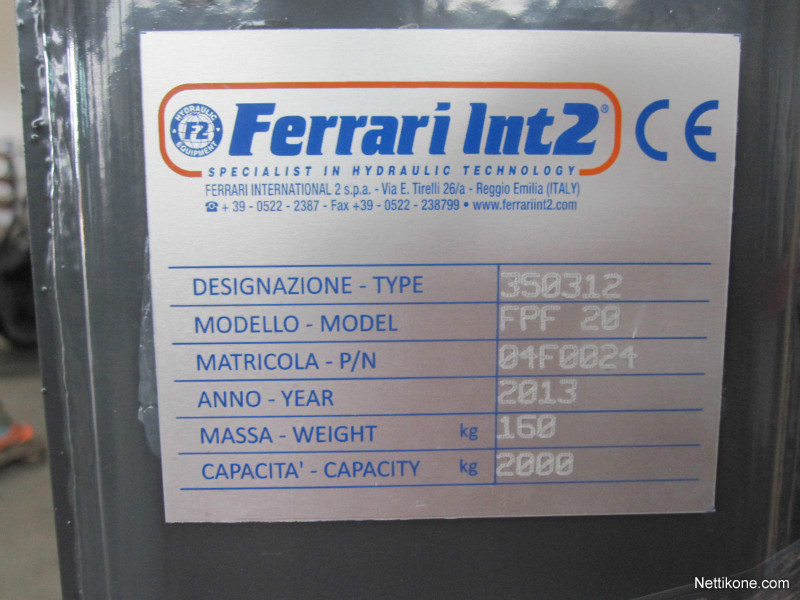 HYDRAULIC
F2
EQUIPMENT
Ferrari Int2®
CE
SPECIALIST IN HYDRAULIC TECHNOLOGY
FERRARI INTERNATIONAL 2 s.p.a. - Via E. Tirelli 26/a - Reggio Emilia (ITALY)
☎ + 39 - 0522 - 2387 - Fax +39 - 0522 - 238799 • www.ferrariint2.com
DESIGNAZIONE - TYPE 350312
MODELLO - MODEL FPF 20
MATRICOLA - P/N 04F0024
ANNO - YEAR 2013
MASSA - WEIGHT kg 160
CAPACITA' - CAPACITY kg 2000
Nettikone.com